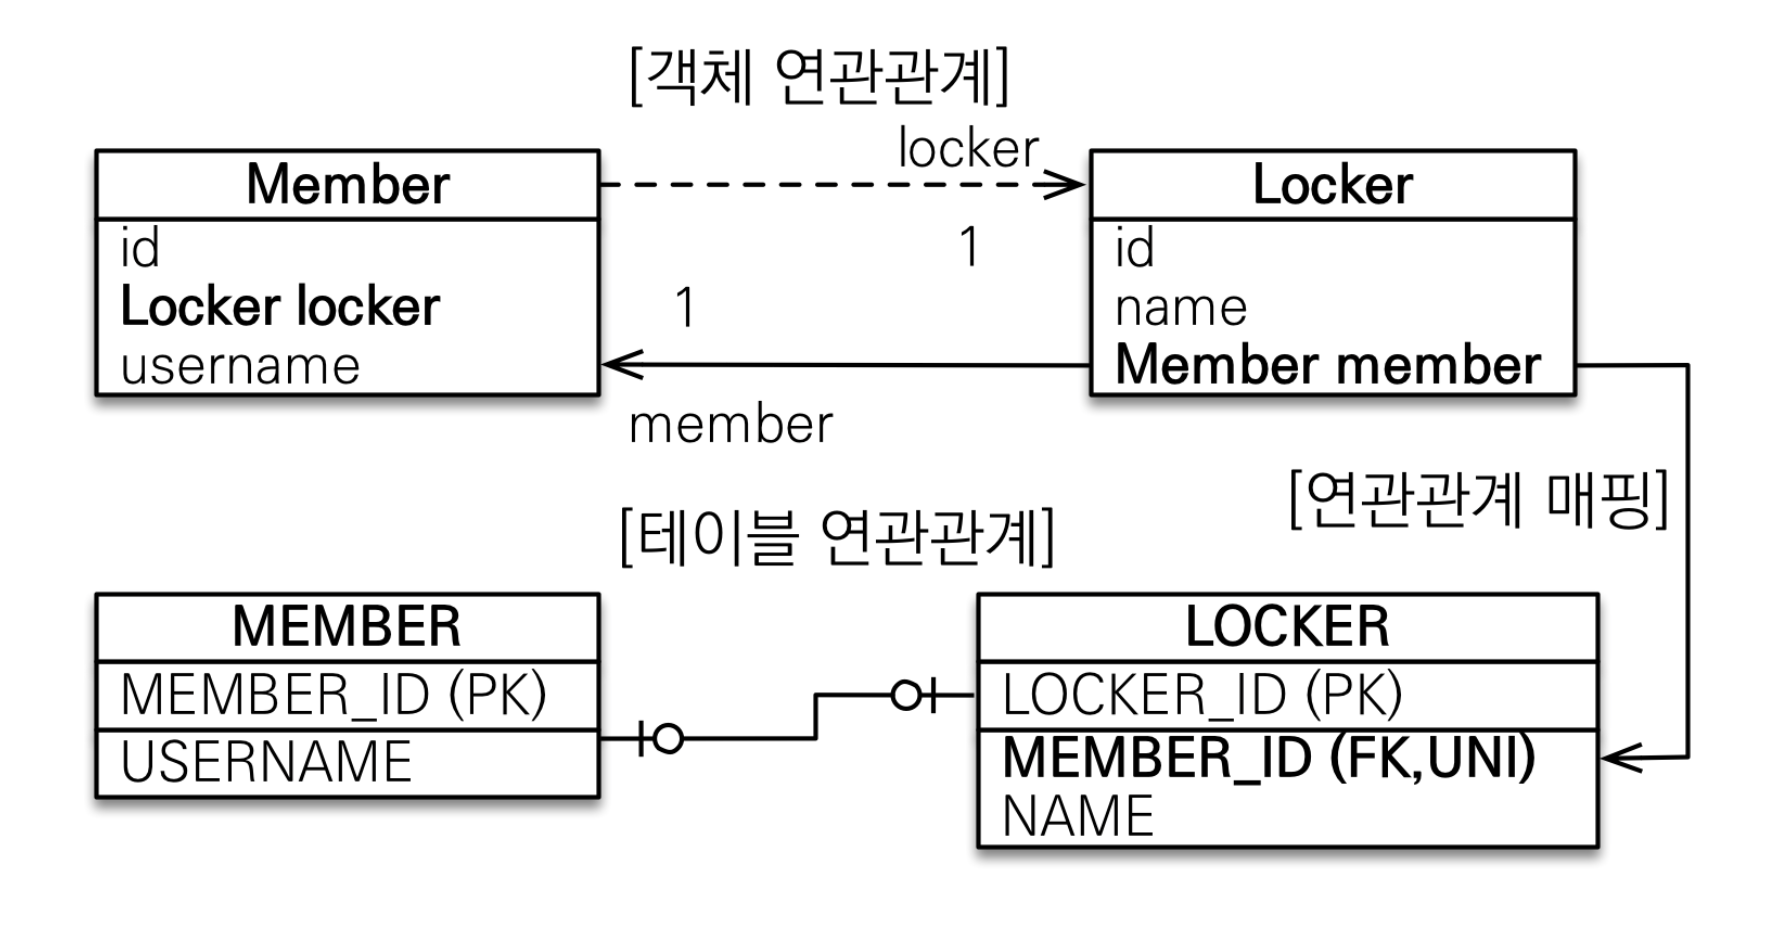 [객체 연관관계]
locker
Member
id
Locker locker
username
1
1
Locker
id
name
Member member
member
[연관관계 매핑]
[테이블 연관관계]
MEMBER
MEMBER_ID (PK)
USERNAME
LOCKER
LOCKER_ID (PK)
MEMBER_ID (FK,UNI)
NAME